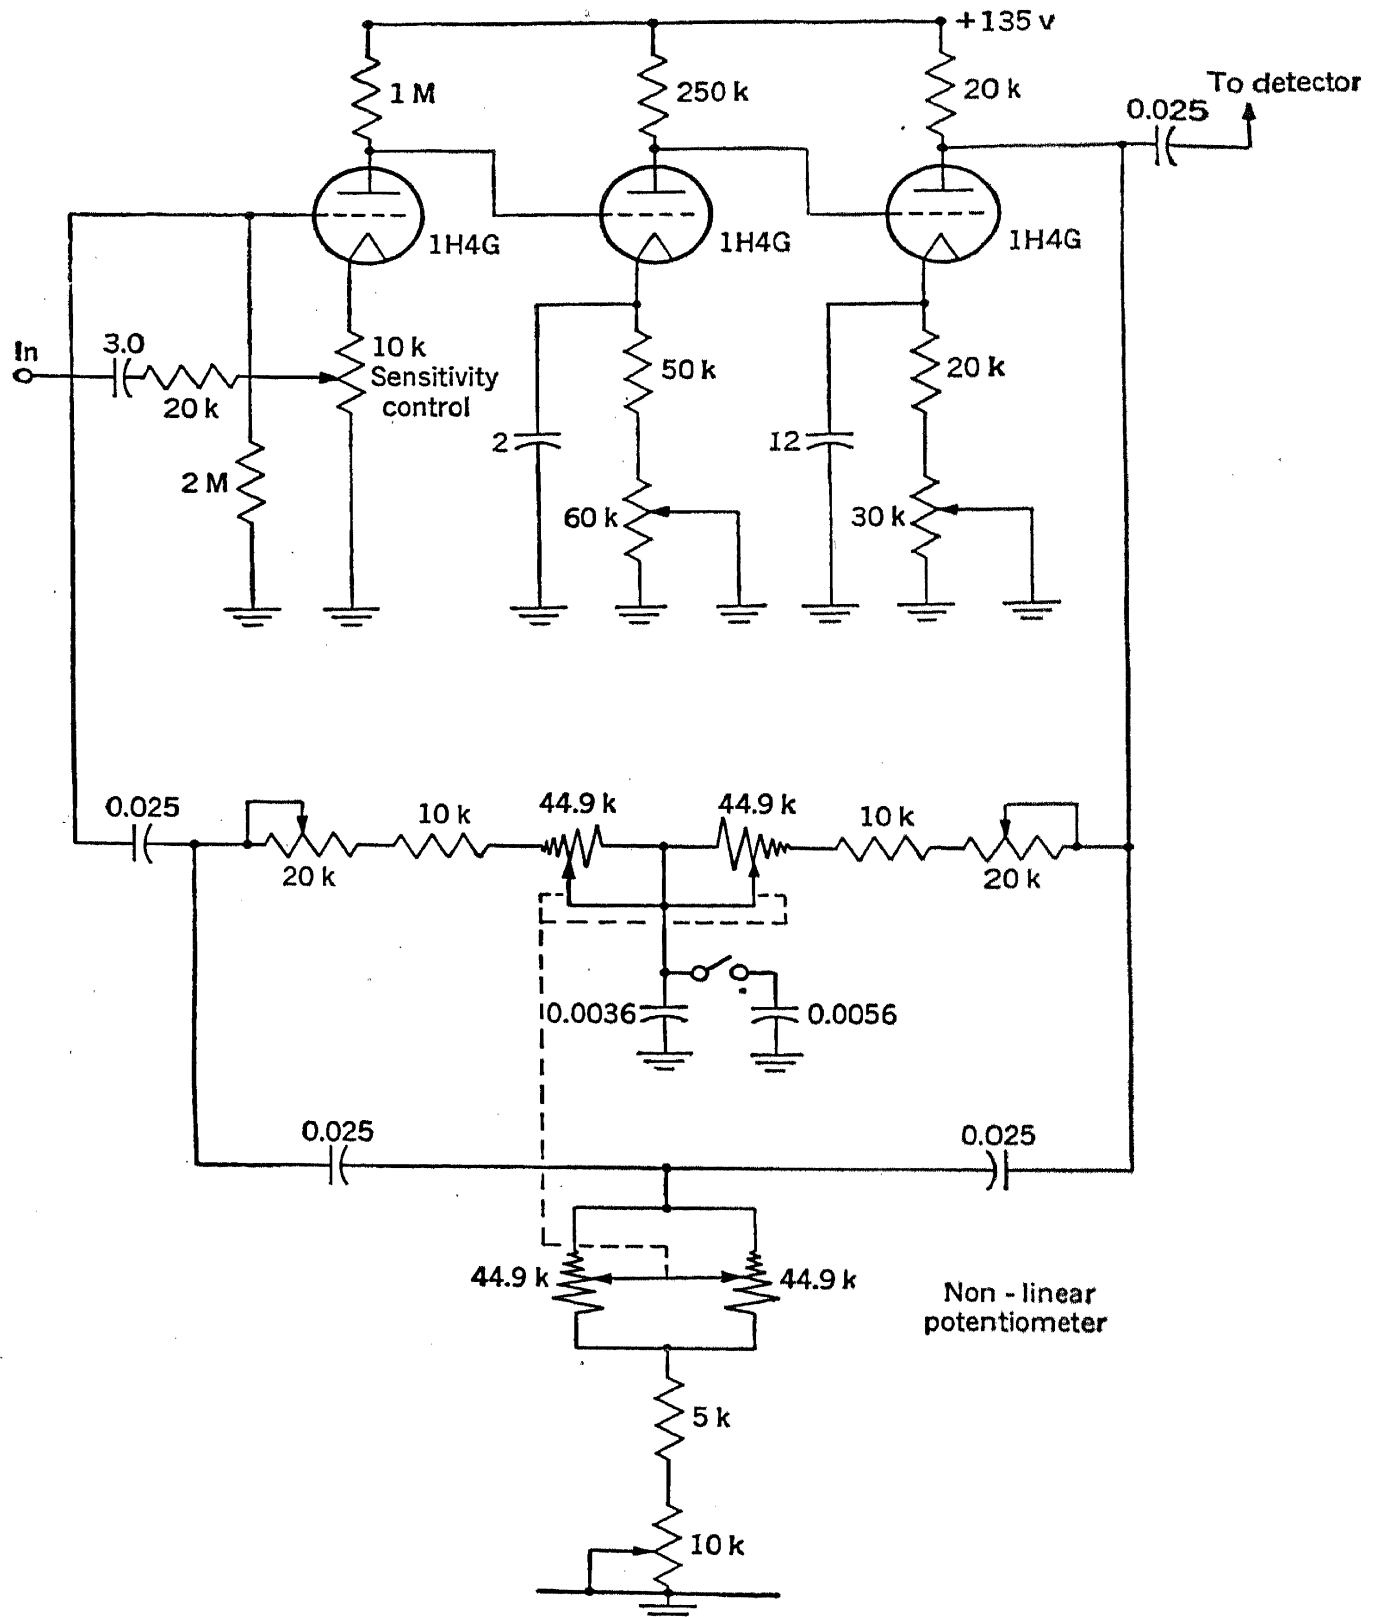 +135 v
1 M
250 k
20 k
To detector
0.025
1H4G
1H4G
1H4G
In
3.0
20 k
10 k
Sensitivity
control
50 k
20 k
2
12
2 M
60 k
30 k
0.025
20 k
10 k
44.9 k
44.9 k
10 k
20 k
0.0036
0.0056
0.025
0.025
44.9 k
44.9 k
Non - linear
potentiometer
5 k
10 k